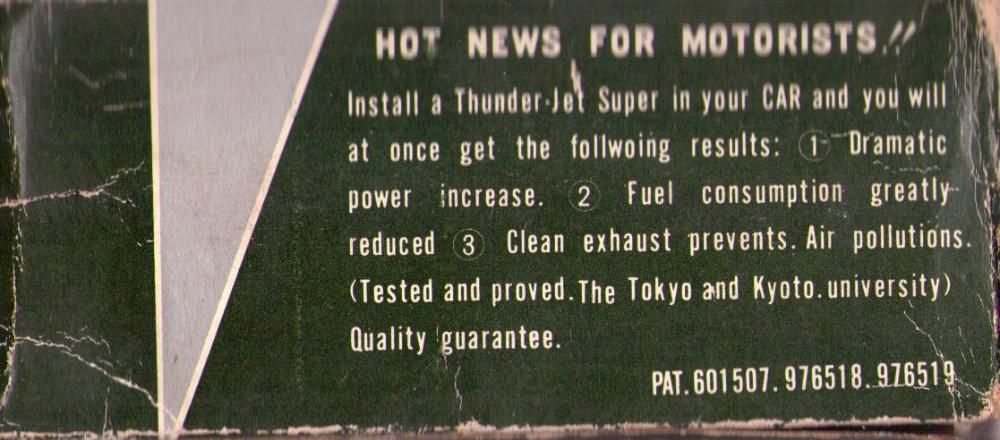 HOT NEWS FOR MOTORISTS!!
Install a Thunder-Jet Super in your CAR and you will
at once get the follwoing results: ① Dramatic
power increase. ② Fuel consumption greatly
reduced ③ Clean exhaust prevents. Air pollutions.
(Tested and proved. The Tokyo and Kyoto. university)
Quality guarantee.
PAT. 601507. 976518. 976519